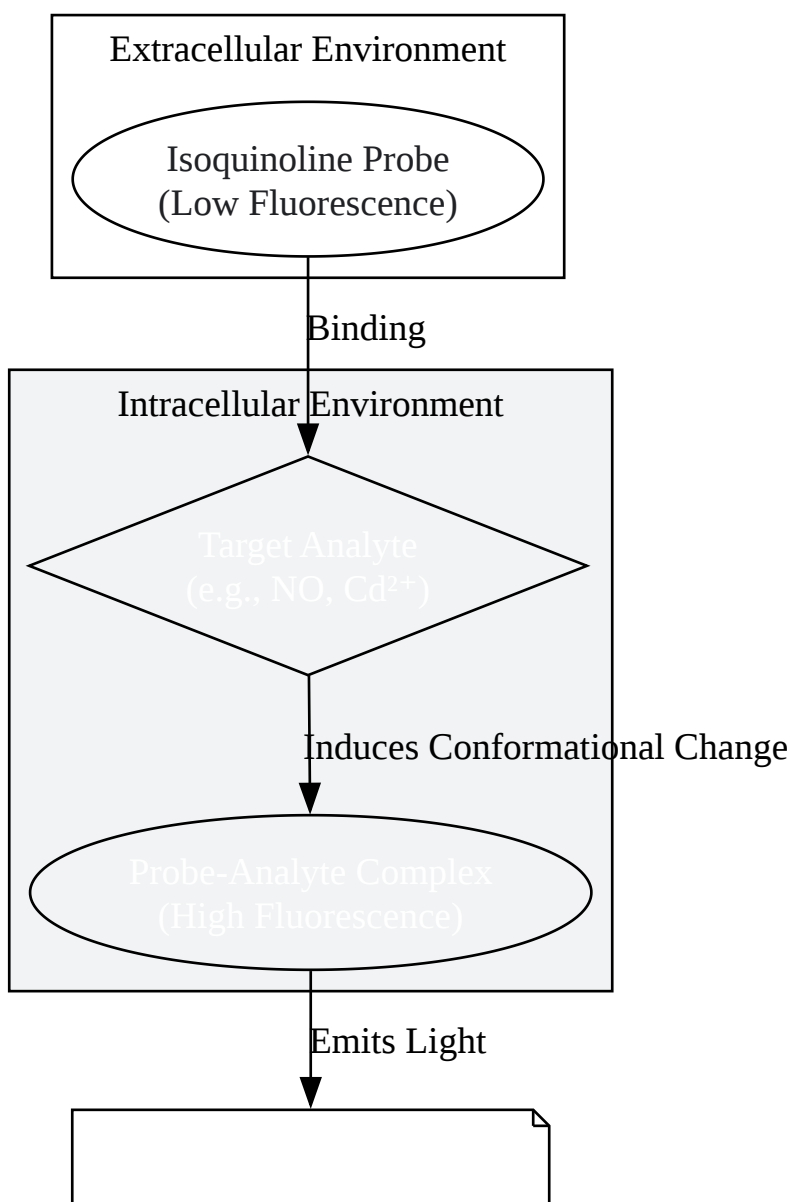 Extracellular Environment
Isoquinoline Probe
(Low Fluorescence)
Binding
Intracellular Environment
Target Analyte
(e.g., NO, Cd²⁺)
Induces Conformational Change
Probe-Analyte Complex
(High Fluorescence)
Emits Light